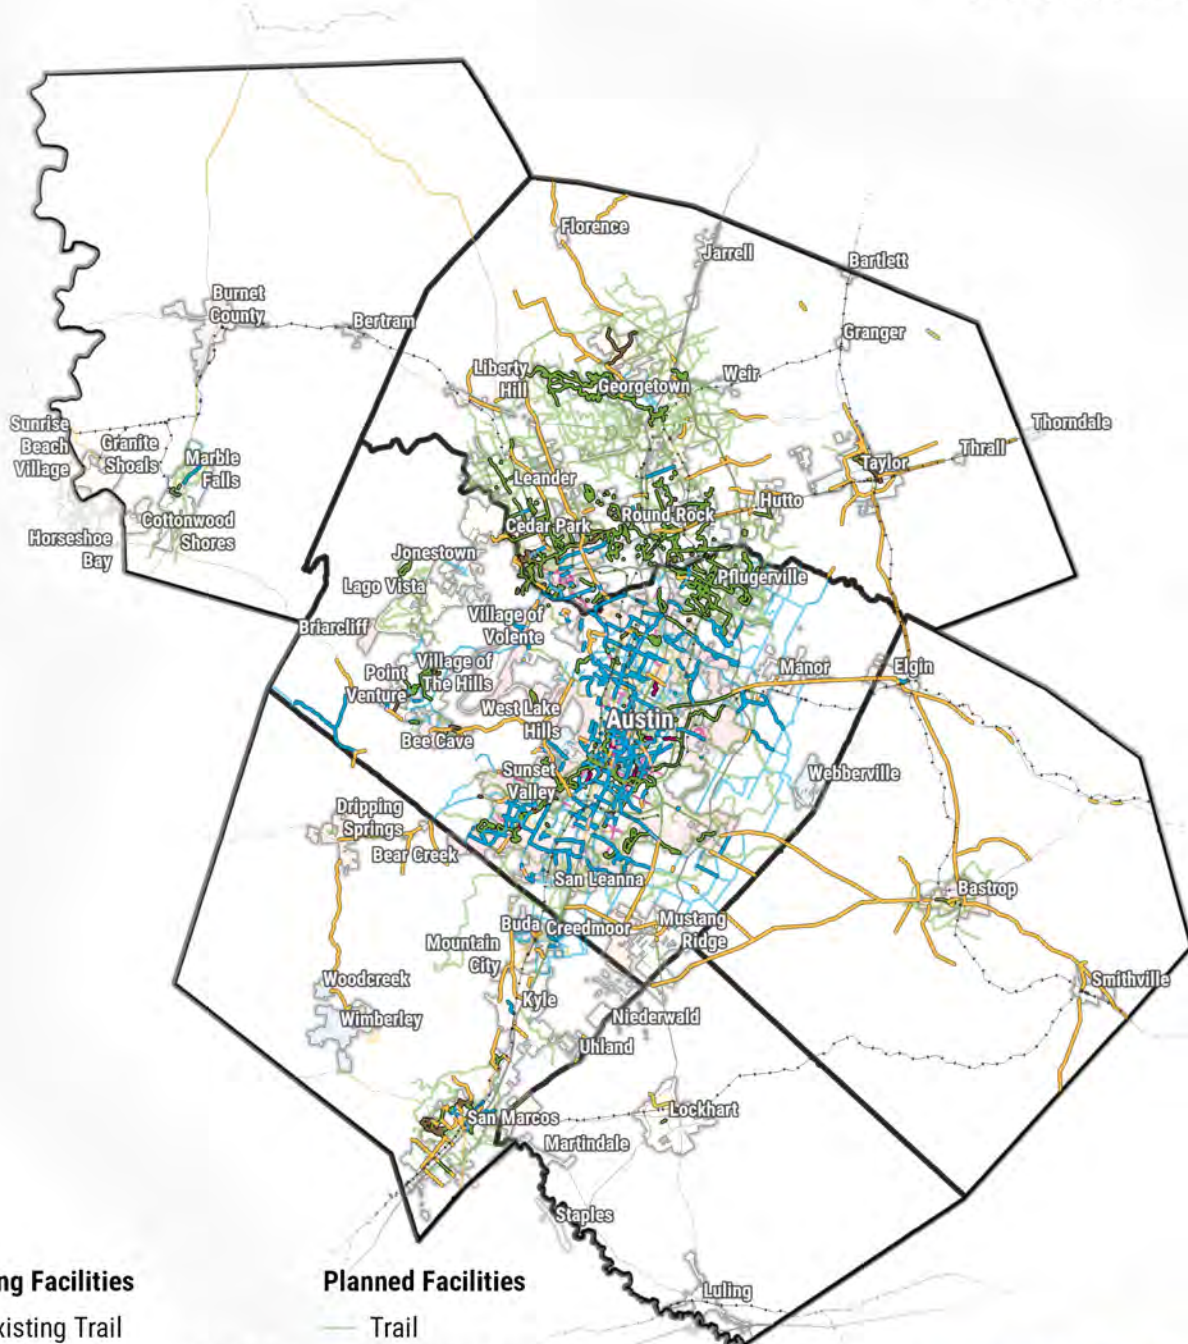 Florence
Jarrell
Bartlett
Burnet
County
Bertram
Granger
Liberty
Hill
Georgetown
Weir
Sunrise
Beach
Village
Granite
Shoals
Marble
Falls
Thorndale
Thrall
Taylor
Leander
Hutto
Cottonwood
Shores
Horseshoe
Bay
Cedar Park
Round Rock
Jonestown
Lago Vista
Pflugerville
Briarcliff
Village of
Volente
Point
Venture
Village of
The Hills
Manor
Elgin
West Lake
Hills
Austin
Bee Cave
Sunset
Valley
Webberville
Dripping
Springs
Bear Creek
San Leanna
Bastrop
Buda
Creedmoor
Mustang
Ridge
Mountain
City
Woodcreek
Kyle
Smithville
Wimberley
Niederwald
Uhland
San Marcos
Lockhart
Martindale
Staples
Luling
ng Facilities
xisting Trail
Planned Facilities
Trail